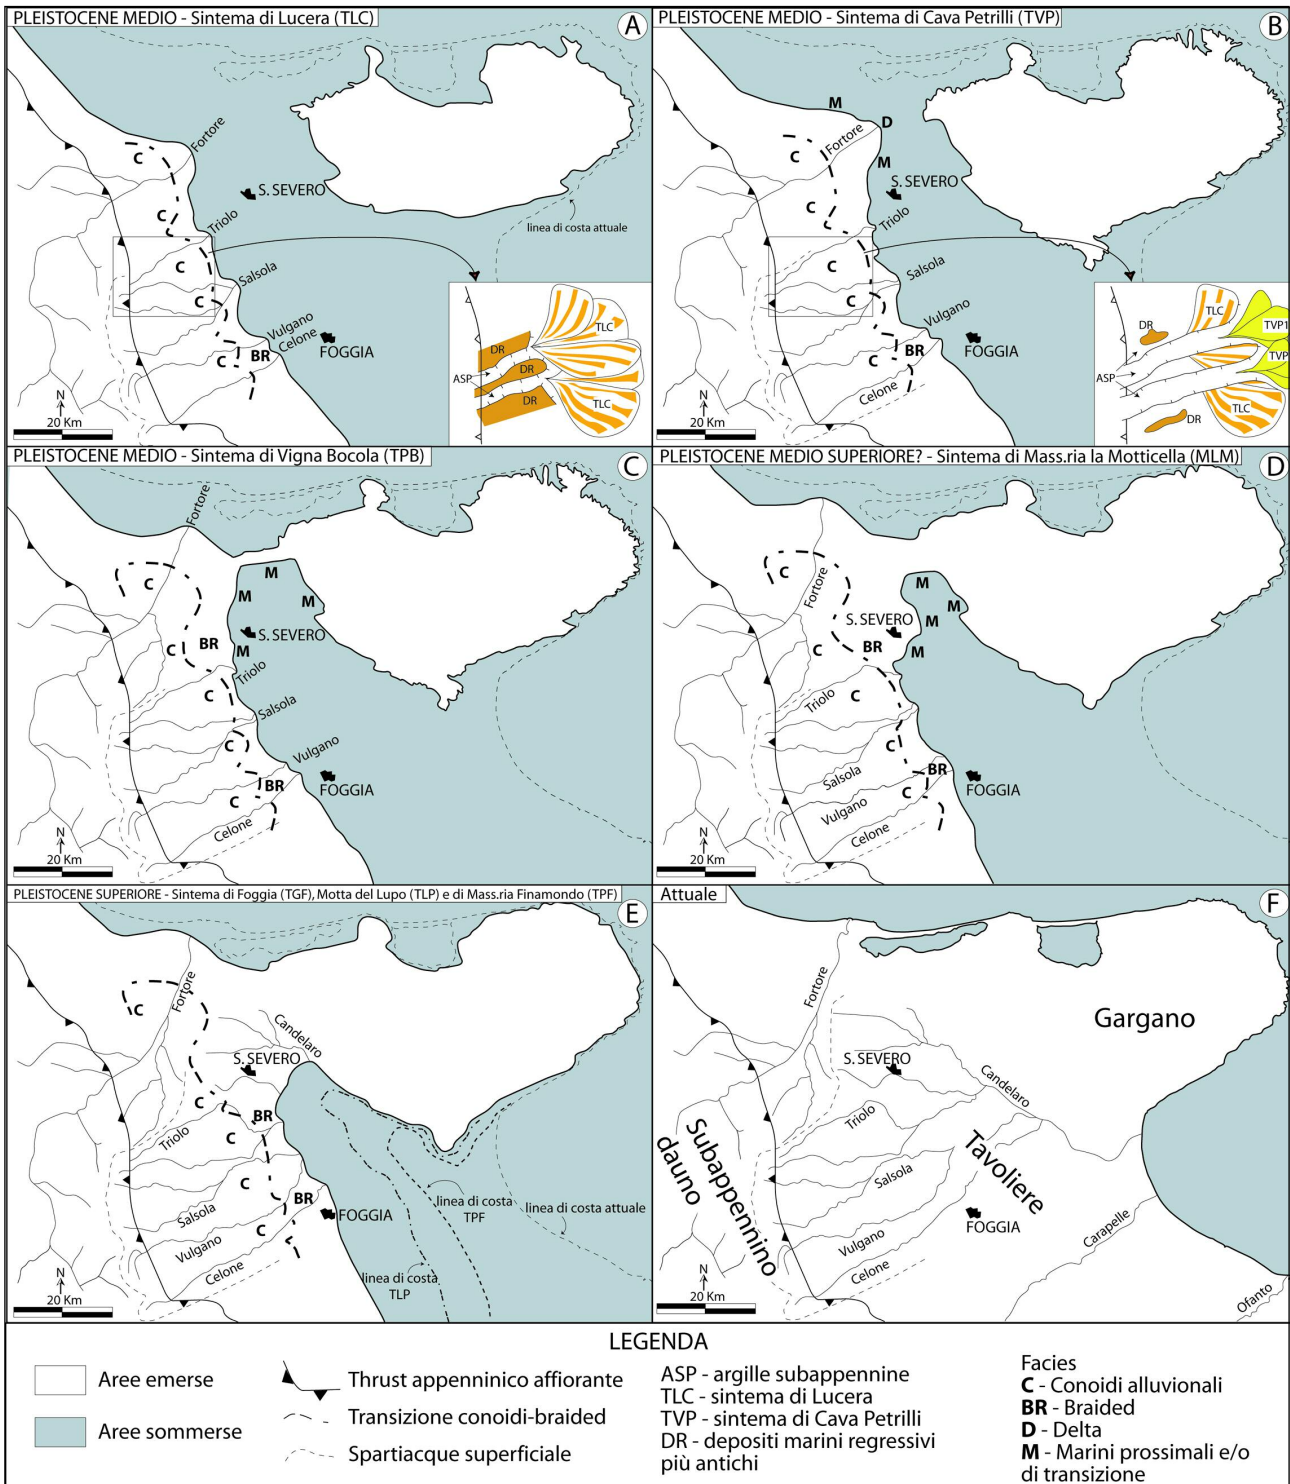 PLEISTOCENE MEDIO - Sintema di Lucera (TLC)
A
Fortore
C
S. SEVERO
C
Triolo
linea di costa attuale
C
Salsola
C
Vulgano
Celone
BR
C
FOGGIA
N
20 Km
DR
TLC
ASP
DR
DR
TLC
PLEISTOCENE MEDIO - Sintema di Cava Petrilli (TVP)
B
M
D
Fortore
C
M
S. SEVERO
C
Triolo
C
Salsola
C
Vulgano
BR
C
FOGGIA
Celone
N
20 Km
DR
TLC
TVP1
TVP
ASP
TLC
DR
PLEISTOCENE MEDIO - Sintema di Vigna Bocola (TPB)
C
Fortore
C
M
M
M
S. SEVERO
BR
C
M
Triolo
C
Salsola
C
Vulgano
BR
C
FOGGIA
Celone
N
20 Km
PLEISTOCENE MEDIO SUPERIORE? - Sintema di Mass.ria la Motticella (MLM)
D
Fortore
C
M
M
S. SEVERO
M
BR
C
M
Triolo
C
C
Salsola
BR
Vulgano
C
FOGGIA
Celone
N
20 Km
PLEISTOCENE SUPERIORE - Sintema di Foggia (TGF), Motta del Lupo (TLP) e di Mass.ria Finamondo (TPF)
E
Fortore
C
Candelaro
S. SEVERO
C
BR
Triolo
C
C
Salsola
BR
linea di costa
TPF
linea di costa attuale
FOGGIA
C
Vulgano
Celone
linea di costa
TLP
N
20 Km
Attuale
F
Fortore
Gargano
S. SEVERO
Candelaro
Triolo
Subappennino
dauno
Tavoliere
Salsola
FOGGIA
Vulgano
Carapelle
Celone
Ofanto
N
20 Km
LEGENDA
Aree emerse
Aree sommerse
Thrust appenninico affiorante
Transizione conoidi-braided
Spartiacque superficiale
ASP - argille subappennine
TLC - sintema di Lucera
TVP - sintema di Cava Petrilli
DR - depositi marini regressivi
più antichi
Facies
C - Conoidi alluvionali
BR - Braided
D - Delta
M - Marini prossimali e/o
di transizione